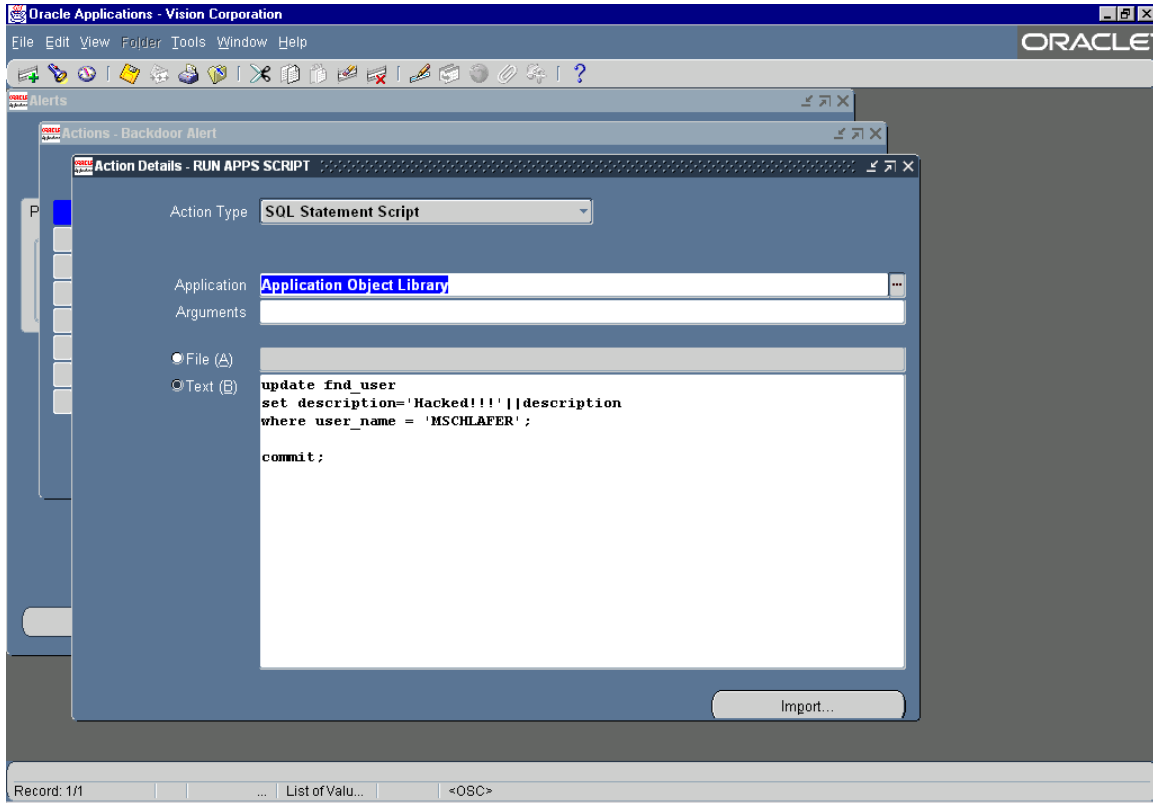 Oracle Applications - Vision Corporation
File Edit View Folder Tools Window Help
ORACLE
Alerts
Actions - Backdoor Alert
Action Details - RUN APPS SCRIPT
P
Action Type SQL Statement Script
Application Application Object Library
Arguments
File (A)
Text (B)
update fnd_user
set description='Hacked!!!'||description
where user_name = 'MSCHLAFER';
commit;
Import...
Record: 1/1 ... List of Valu... <OSC>